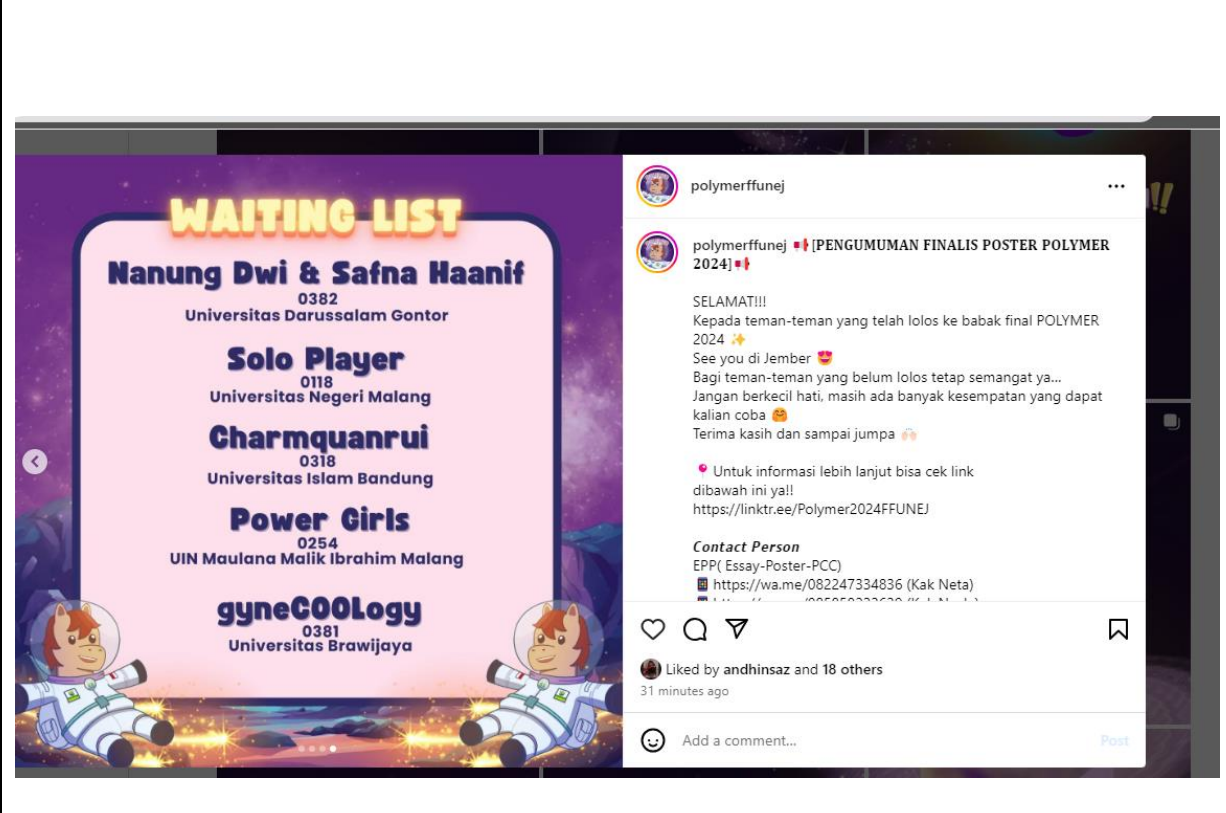 WAITING LIST
Nanung Dwi & Safna Haanif
0382
Universitas Darussalam Gontor
Solo Player
0118
Universitas Negeri Malang
Charmquanrui
0318
Universitas Islam Bandung
Power Girls
0254
UIN Maulana Malik Ibrahim Malang
gyneCOOLogy
0381
Universitas Brawijaya
polymerffunej
polymerffunej [PENGUMUMAN FINALIS POSTER POLYMER
2024]
SELAMAT!!!
Kepada teman-teman yang telah lolos ke babak final POLYMER
2024 ✨
See you di Jember 😍
Bagi teman-teman yang belum lolos tetap semangat ya...
Jangan berkecil hati, masih ada banyak kesempatan yang dapat
kalian coba 🤗
Terima kasih dan sampai jumpa 🙌🏻
📍 Untuk informasi lebih lanjut bisa cek link
dibawah ini ya!!
https://linktr.ee/Polymer2024FFUNEJ
Contact Person
EPP( Essay-Poster-PCC)
📱 https://wa.me/082247334836 (Kak Neta)
Liked by andhinsaz and 18 others
31 minutes ago
Add a comment...
Post